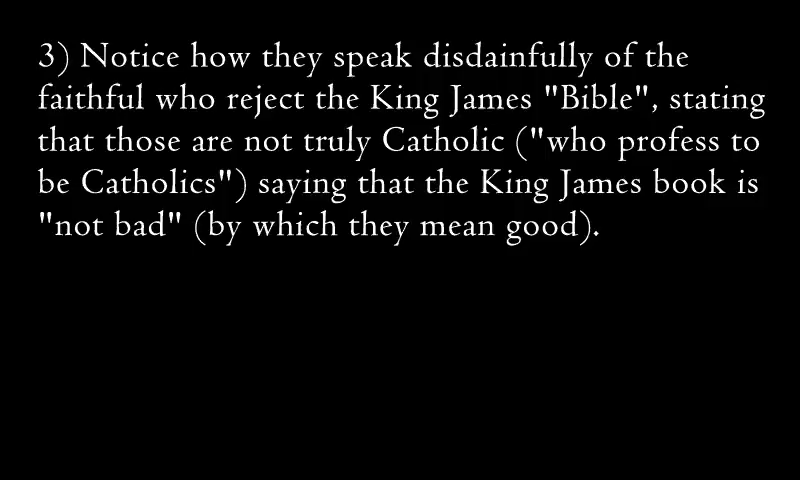 3) Notice how they speak disdainfully of the
faithful who reject the King James "Bible", stating
that those are not truly Catholic ("who profess to
be Catholics") saying that the King James book is
"not bad" (by which they mean good).